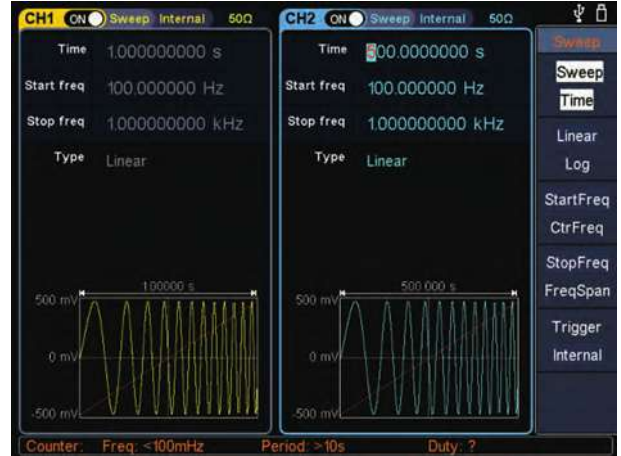 CH1 ON Sweep Internal 50Ω
Time 1.000000000 s
Start freq 100.000000 Hz
Stop freq 1.000000000 kHz
Type Linear
1.00000 s
500 mV
0 mV
-500 mV
CH2 ON Sweep Internal 50Ω
Time 500.0000000 s
Start freq 100.000000 Hz
Stop freq 1.000000000 kHz
Type Linear
500.000 s
500 mV
0 mV
-500 mV
Sweep
Sweep
Time
Linear
Log
StartFreq
CtrFreq
StopFreq
FreqSpan
Trigger
Internal
Counter: Freq: <100mHz Period: >10s Duty: ?